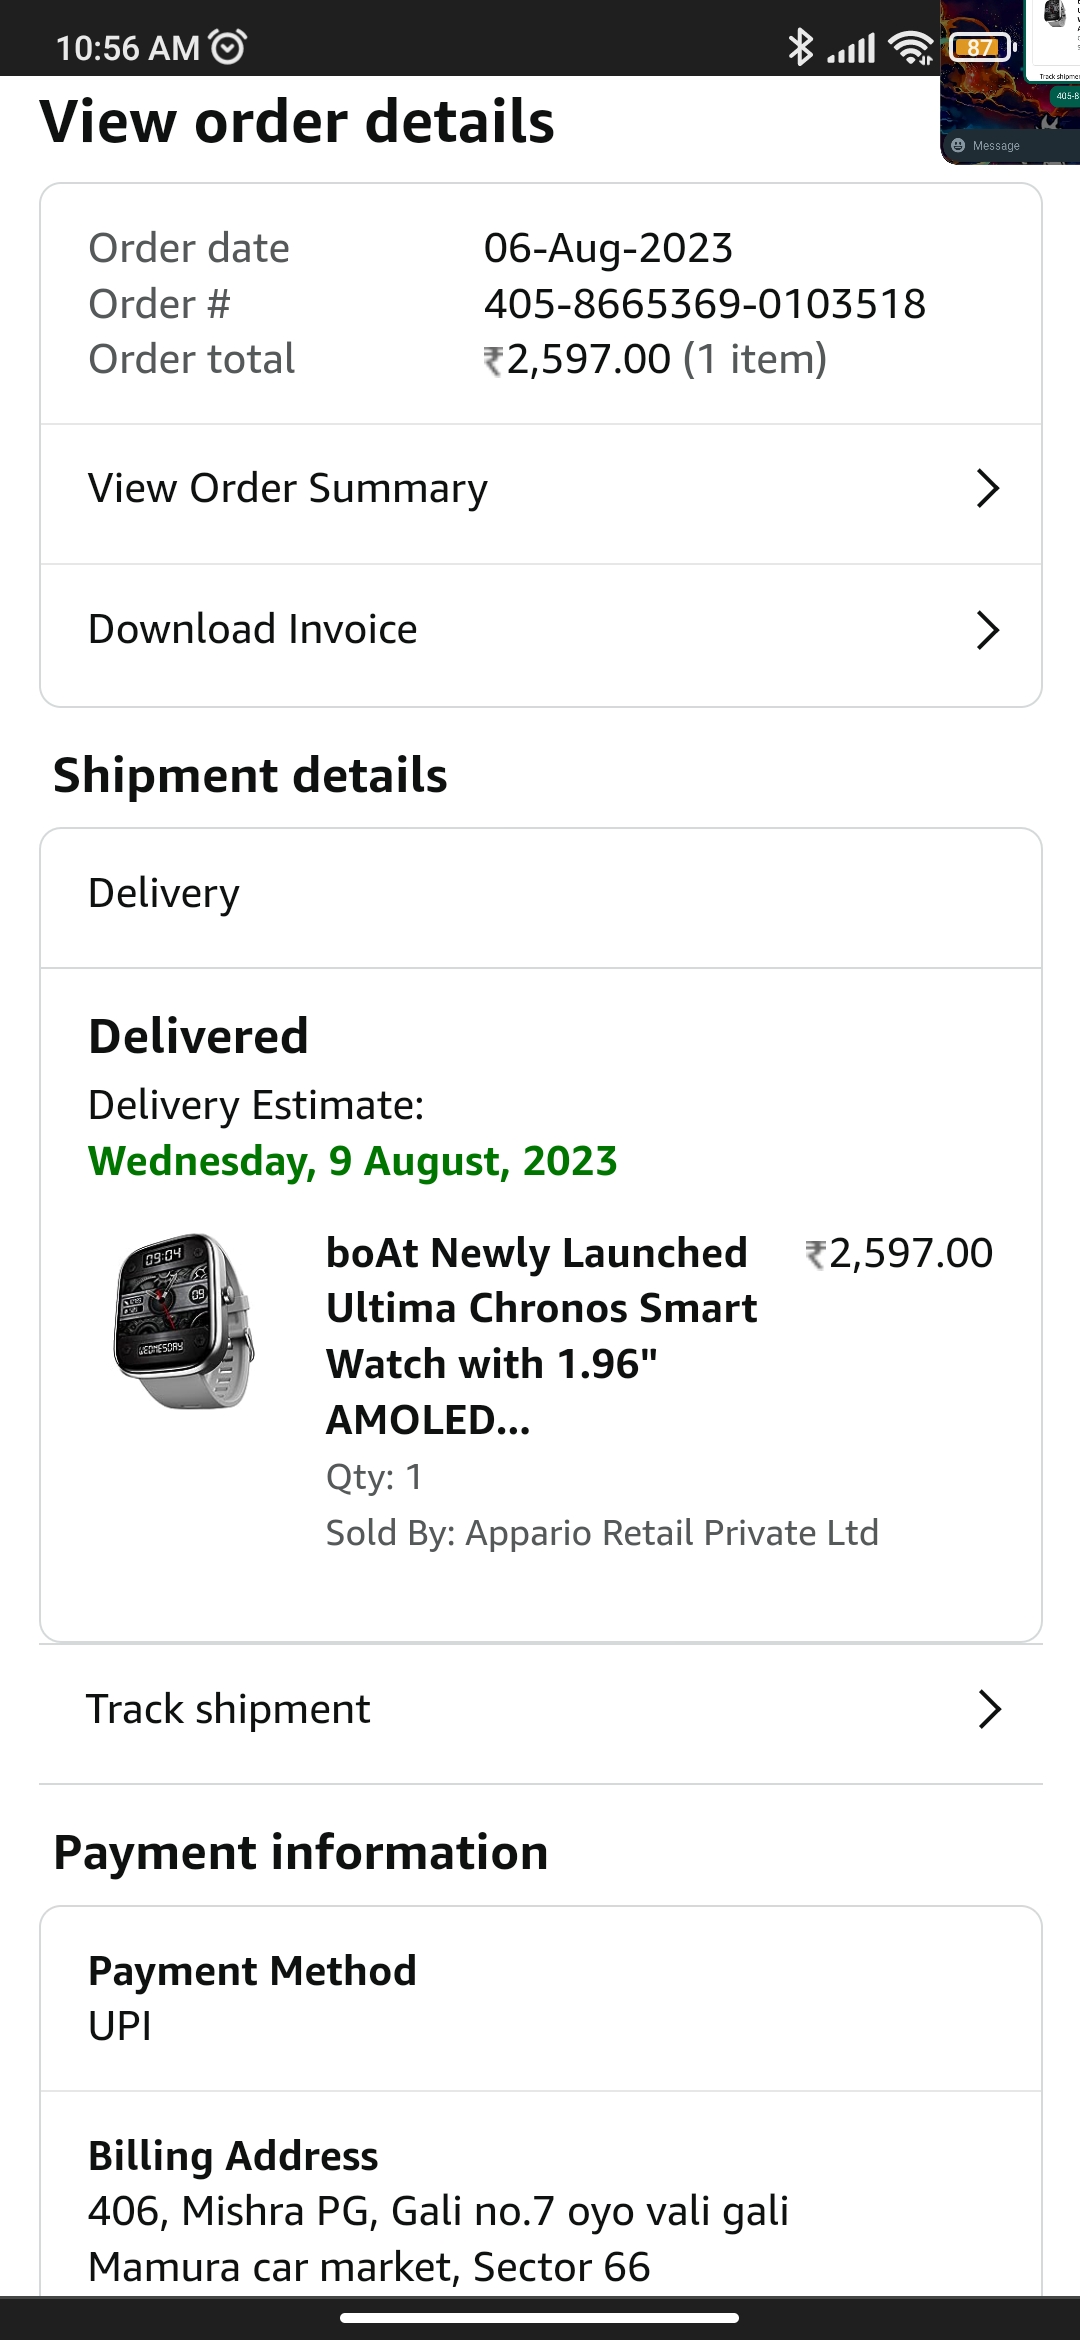 10:56 AM
87
Track shipmen
405-8
Message
View order details
Order date 06-Aug-2023
Order # 405-8665369-0103518
Order total ₹2,597.00 (1 item)
View Order Summary
Download Invoice
Shipment details
Delivery
Delivered
Delivery Estimate:
Wednesday, 9 August, 2023
09:04
09
WEDNESDAY
boAt Newly Launched ₹2,597.00
Ultima Chronos Smart
Watch with 1.96"
AMOLED...
Qty: 1
Sold By: Appario Retail Private Ltd
Track shipment
Payment information
Payment Method
UPI
Billing Address
406, Mishra PG, Gali no.7 oyo vali gali
Mamura car market, Sector 66